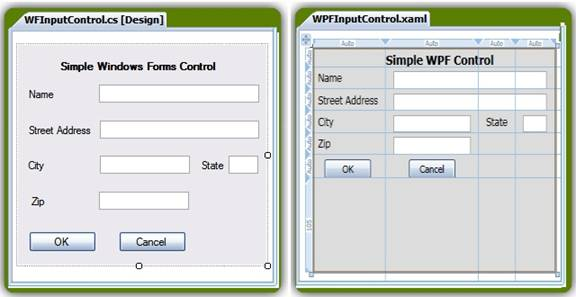 WFInputControl.cs [Design]
Simple Windows Forms Control
Name
Street Address
City State
Zip
OK Cancel
WPFInputControl.xaml
Auto Auto Auto Auto
Simple WPF Control
Name
Street Address
City State
Zip
OK Cancel
105